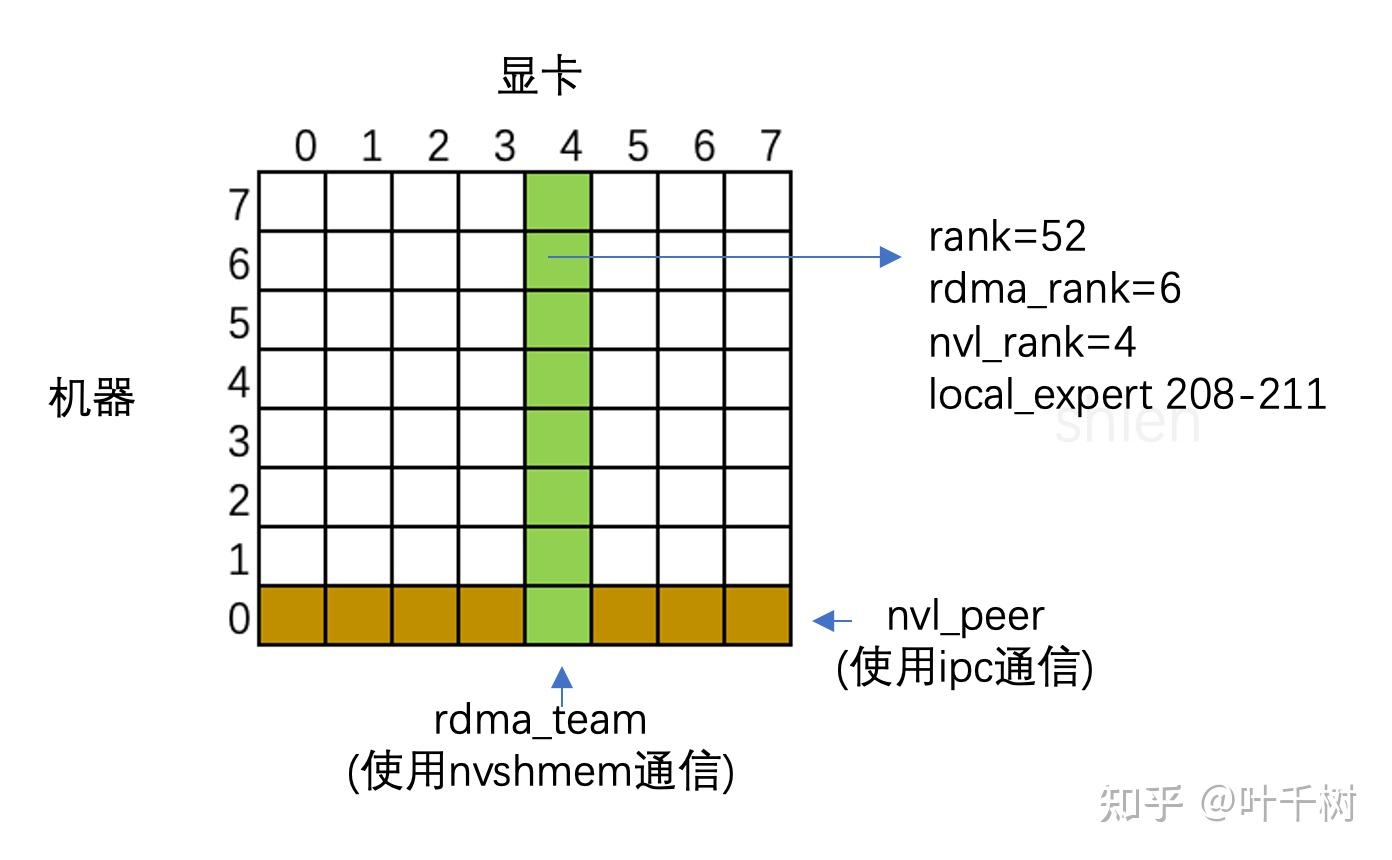 显卡
0 1 2 3 4 5 6 7
7
6
5
4
3
2
1
0
机器
rank=52
rdma_rank=6
nvl_rank=4
local_expert 208-211
shien
nvl_peer
(使用ipc通信)
rdma_team
(使用nvshmem通信)
知乎 @叶千树